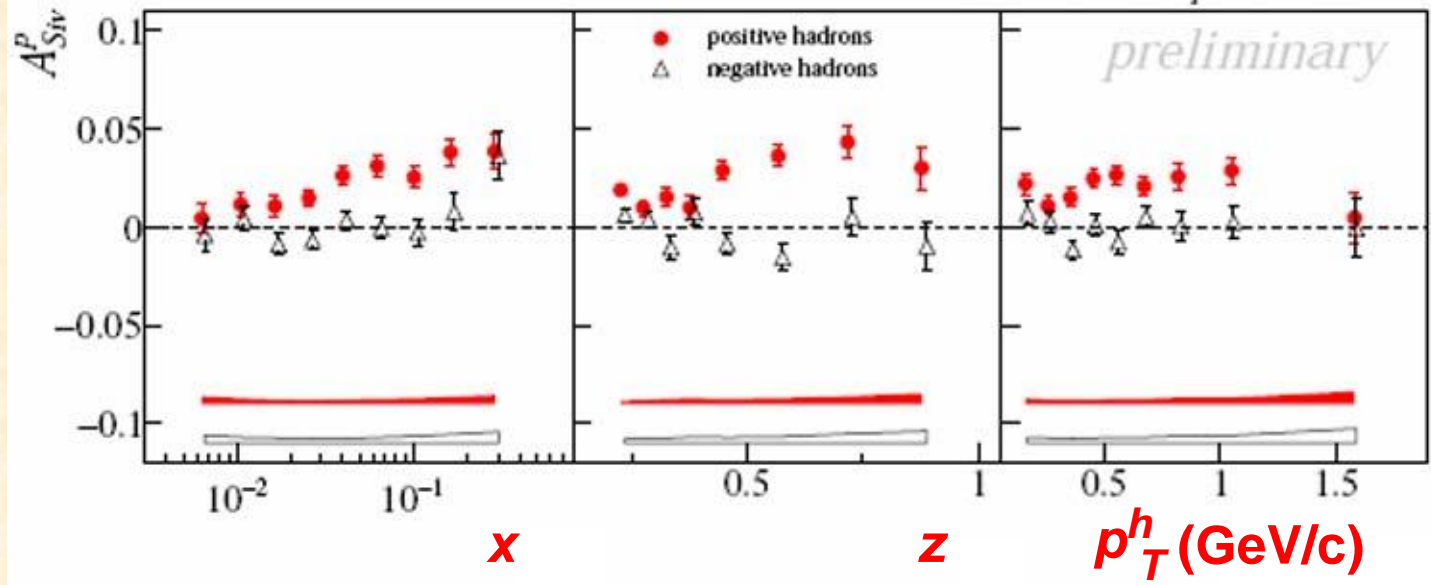 A^P_Siv
0.1
0.05
0
−0.05
−0.1
positive hadrons
negative hadrons
preliminary
10^−2
10^−1
0.5
1
0.5
1
1.5
x
z
p^h_T (GeV/c)